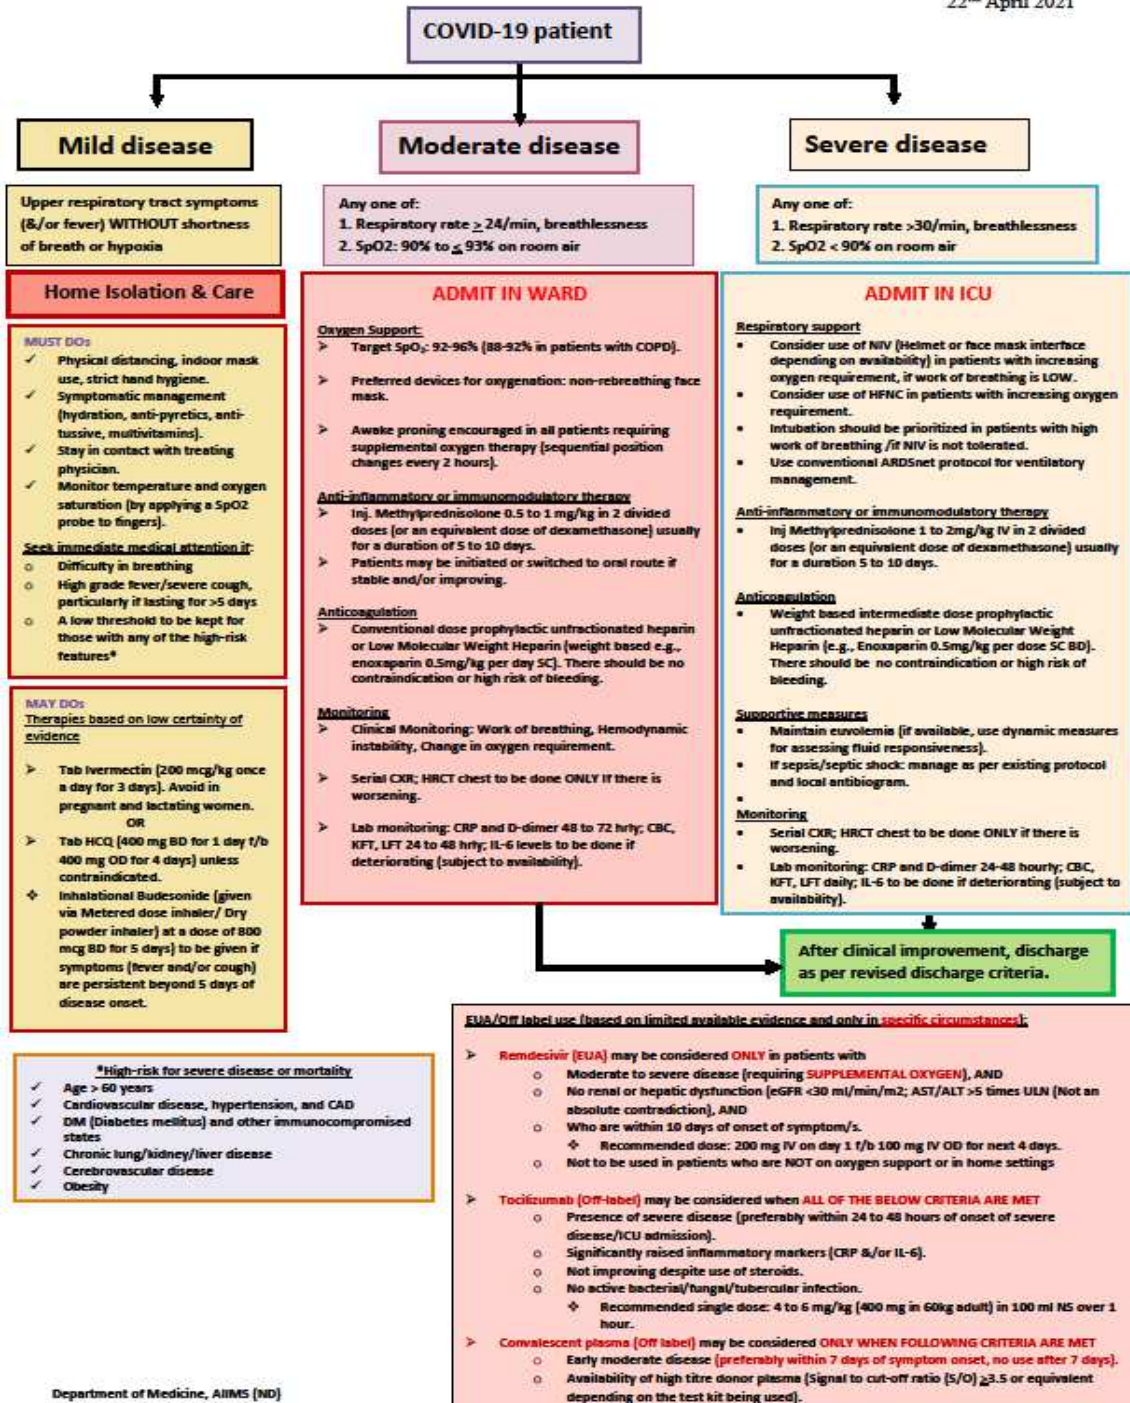 22nd April 2021
COVID-19 patient
Mild disease
Upper respiratory tract symptoms
(&/or fever) WITHOUT shortness
of breath or hypoxia
Home Isolation & Care
MUST DOs
✓ Physical distancing, indoor mask
use, strict hand hygiene.
✓ Symptomatic management
(hydration, anti-pyretics, anti-
tussive, multivitamins).
✓ Stay in contact with treating
physician.
✓ Monitor temperature and oxygen
saturation (by applying a SpO2
probe to fingers).
Seek immediate medical attention if:
o Difficulty in breathing
o High grade fever/severe cough,
particularly if lasting for >5 days
o A low threshold to be kept for
those with any of the high-risk
features*
MAY DOs
Therapies based on low certainty of
evidence
➢ Tab Ivermectin (200 mcg/kg once
a day for 3 days). Avoid in
pregnant and lactating women.
OR
➢ Tab HCQ (400 mg BD for 1 day f/b
400 mg OD for 4 days) unless
contraindicated.
❖ Inhalational Budesonide (given
via Metered dose inhaler/ Dry
powder inhaler) at a dose of 800
mcg BD for 5 days) to be given if
symptoms (fever and/or cough)
are persistent beyond 5 days of
disease onset.
Moderate disease
Any one of:
1. Respiratory rate ≥ 24/min, breathlessness
2. SpO2: 90% to ≤ 93% on room air
ADMIT IN WARD
Oxygen Support:
➢ Target SpO₂: 92-96% (88-92% in patients with COPD).
➢ Preferred devices for oxygenation: non-rebreathing face
mask.
➢ Awake proning encouraged in all patients requiring
supplemental oxygen therapy (sequential position
changes every 2 hours).
Anti-inflammatory or immunomodulatory therapy
➢ Inj. Methylprednisolone 0.5 to 1 mg/kg in 2 divided
doses (or an equivalent dose of dexamethasone) usually
for a duration of 5 to 10 days.
➢ Patients may be initiated or switched to oral route if
stable and/or improving.
Anticoagulation
➢ Conventional dose prophylactic unfractionated heparin
or Low Molecular Weight Heparin (weight based e.g.,
enoxaparin 0.5mg/kg per day SC). There should be no
contraindication or high risk of bleeding.
Monitoring
➢ Clinical Monitoring: Work of breathing, Hemodynamic
instability, Change in oxygen requirement.
➢ Serial CXR; HRCT chest to be done ONLY If there is
worsening.
➢ Lab monitoring: CRP and D-dimer 48 to 72 hrly; CBC,
KFT, LFT 24 to 48 hrly; IL-6 levels to be done if
deteriorating (subject to availability).
Severe disease
Any one of:
1. Respiratory rate >30/min, breathlessness
2. SpO2 < 90% on room air
ADMIT IN ICU
Respiratory support
• Consider use of NIV (Helmet or face mask interface
depending on availability) in patients with increasing
oxygen requirement, if work of breathing is LOW.
• Consider use of HFNC in patients with increasing oxygen
requirement.
• Intubation should be prioritized in patients with high
work of breathing /if NIV is not tolerated.
• Use conventional ARDSnet protocol for ventilatory
management.
Anti-inflammatory or immunomodulatory therapy
• Inj Methylprednisolone 1 to 2mg/kg IV in 2 divided
doses (or an equivalent dose of dexamethasone) usually
for a duration 5 to 10 days.
Anticoagulation
• Weight based intermediate dose prophylactic
unfractionated heparin or Low Molecular Weight
Heparin (e.g., Enoxaparin 0.5mg/kg per dose SC BD).
There should be no contraindication or high risk of
bleeding.
Supportive measures
• Maintain euvolemia (if available, use dynamic measures
for assessing fluid responsiveness).
• If sepsis/septic shock: manage as per existing protocol
and local antibiogram.
•
Monitoring
• Serial CXR; HRCT chest to be done ONLY if there is
worsening.
• Lab monitoring: CRP and D-dimer 24-48 hourly; CBC,
KFT, LFT daily; IL-6 to be done if deteriorating (subject to
availability).
After clinical improvement, discharge
as per revised discharge criteria.
*High-risk for severe disease or mortality
✓ Age > 60 years
✓ Cardiovascular disease, hypertension, and CAD
✓ DM (Diabetes mellitus) and other immunocompromised
states
✓ Chronic lung/kidney/liver disease
✓ Cerebrovascular disease
✓ Obesity
EUA/Off label use (based on limited available evidence and only in specific circumstances):
➢ Remdesivir (EUA) may be considered ONLY in patients with
o Moderate to severe disease (requiring SUPPLEMENTAL OXYGEN), AND
o No renal or hepatic dysfunction (eGFR <30 ml/min/m2; AST/ALT >5 times ULN (Not an
absolute contradiction), AND
o Who are within 10 days of onset of symptom/s.
❖ Recommended dose: 200 mg IV on day 1 f/b 100 mg IV OD for next 4 days.
o Not to be used in patients who are NOT on oxygen support or in home settings
➢ Tocilizumab (Off-label) may be considered when ALL OF THE BELOW CRITERIA ARE MET
o Presence of severe disease (preferably within 24 to 48 hours of onset of severe
disease/ICU admission).
o Significantly raised inflammatory markers (CRP &/or IL-6).
o Not improving despite use of steroids.
o No active bacterial/fungal/tubercular infection.
❖ Recommended single dose: 4 to 6 mg/kg (400 mg in 60kg adult) in 100 ml NS over 1
hour.
➢ Convalescent plasma (Off label) may be considered ONLY WHEN FOLLOWING CRITERIA ARE MET
o Early moderate disease (preferably within 7 days of symptom onset, no use after 7 days).
o Availability of high titre donor plasma (Signal to cut-off ratio (S/O) ≥3.5 or equivalent
depending on the test kit being used).
Department of Medicine, AIIMS (ND)